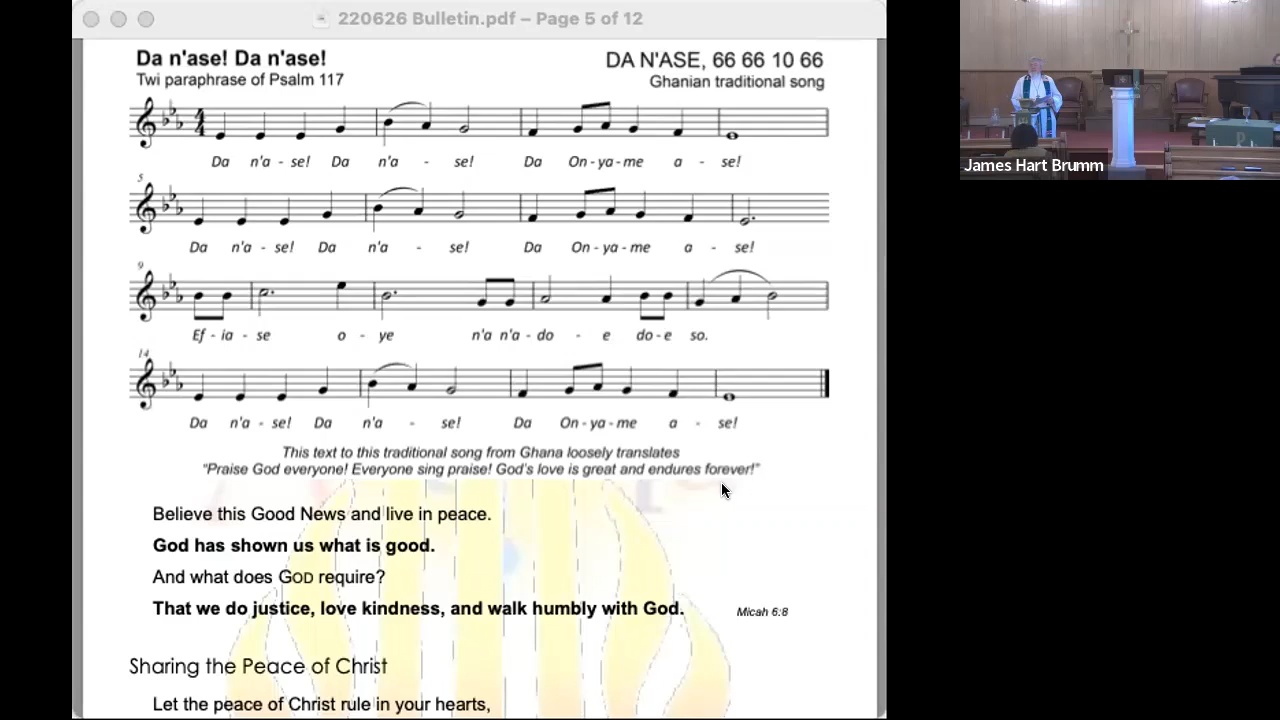 220626 Bulletin.pdf – Page 5 of 12
Da n'ase! Da n'ase!
DA N'ASE, 66 66 10 66
Twi paraphrase of Psalm 117
Ghanian traditional song
Da n'a - se! Da n'a - se! Da On-ya-me a - se!
5
Da n'a - se! Da n'a - se! Da On-ya-me a - se!
9
Ef - ia - se o - ye n'a n'a-do - e do-e so.
14
Da n'a - se! Da n'a - se! Da On-ya-me a - se!
This text to this traditional song from Ghana loosely translates
“Praise God everyone! Everyone sing praise! God's love is great and endures forever!”
Believe this Good News and live in peace.
God has shown us what is good.
And what does GOD require?
That we do justice, love kindness, and walk humbly with God. Micah 6:8
Sharing the Peace of Christ
Let the peace of Christ rule in your hearts,
James Hart Brumm